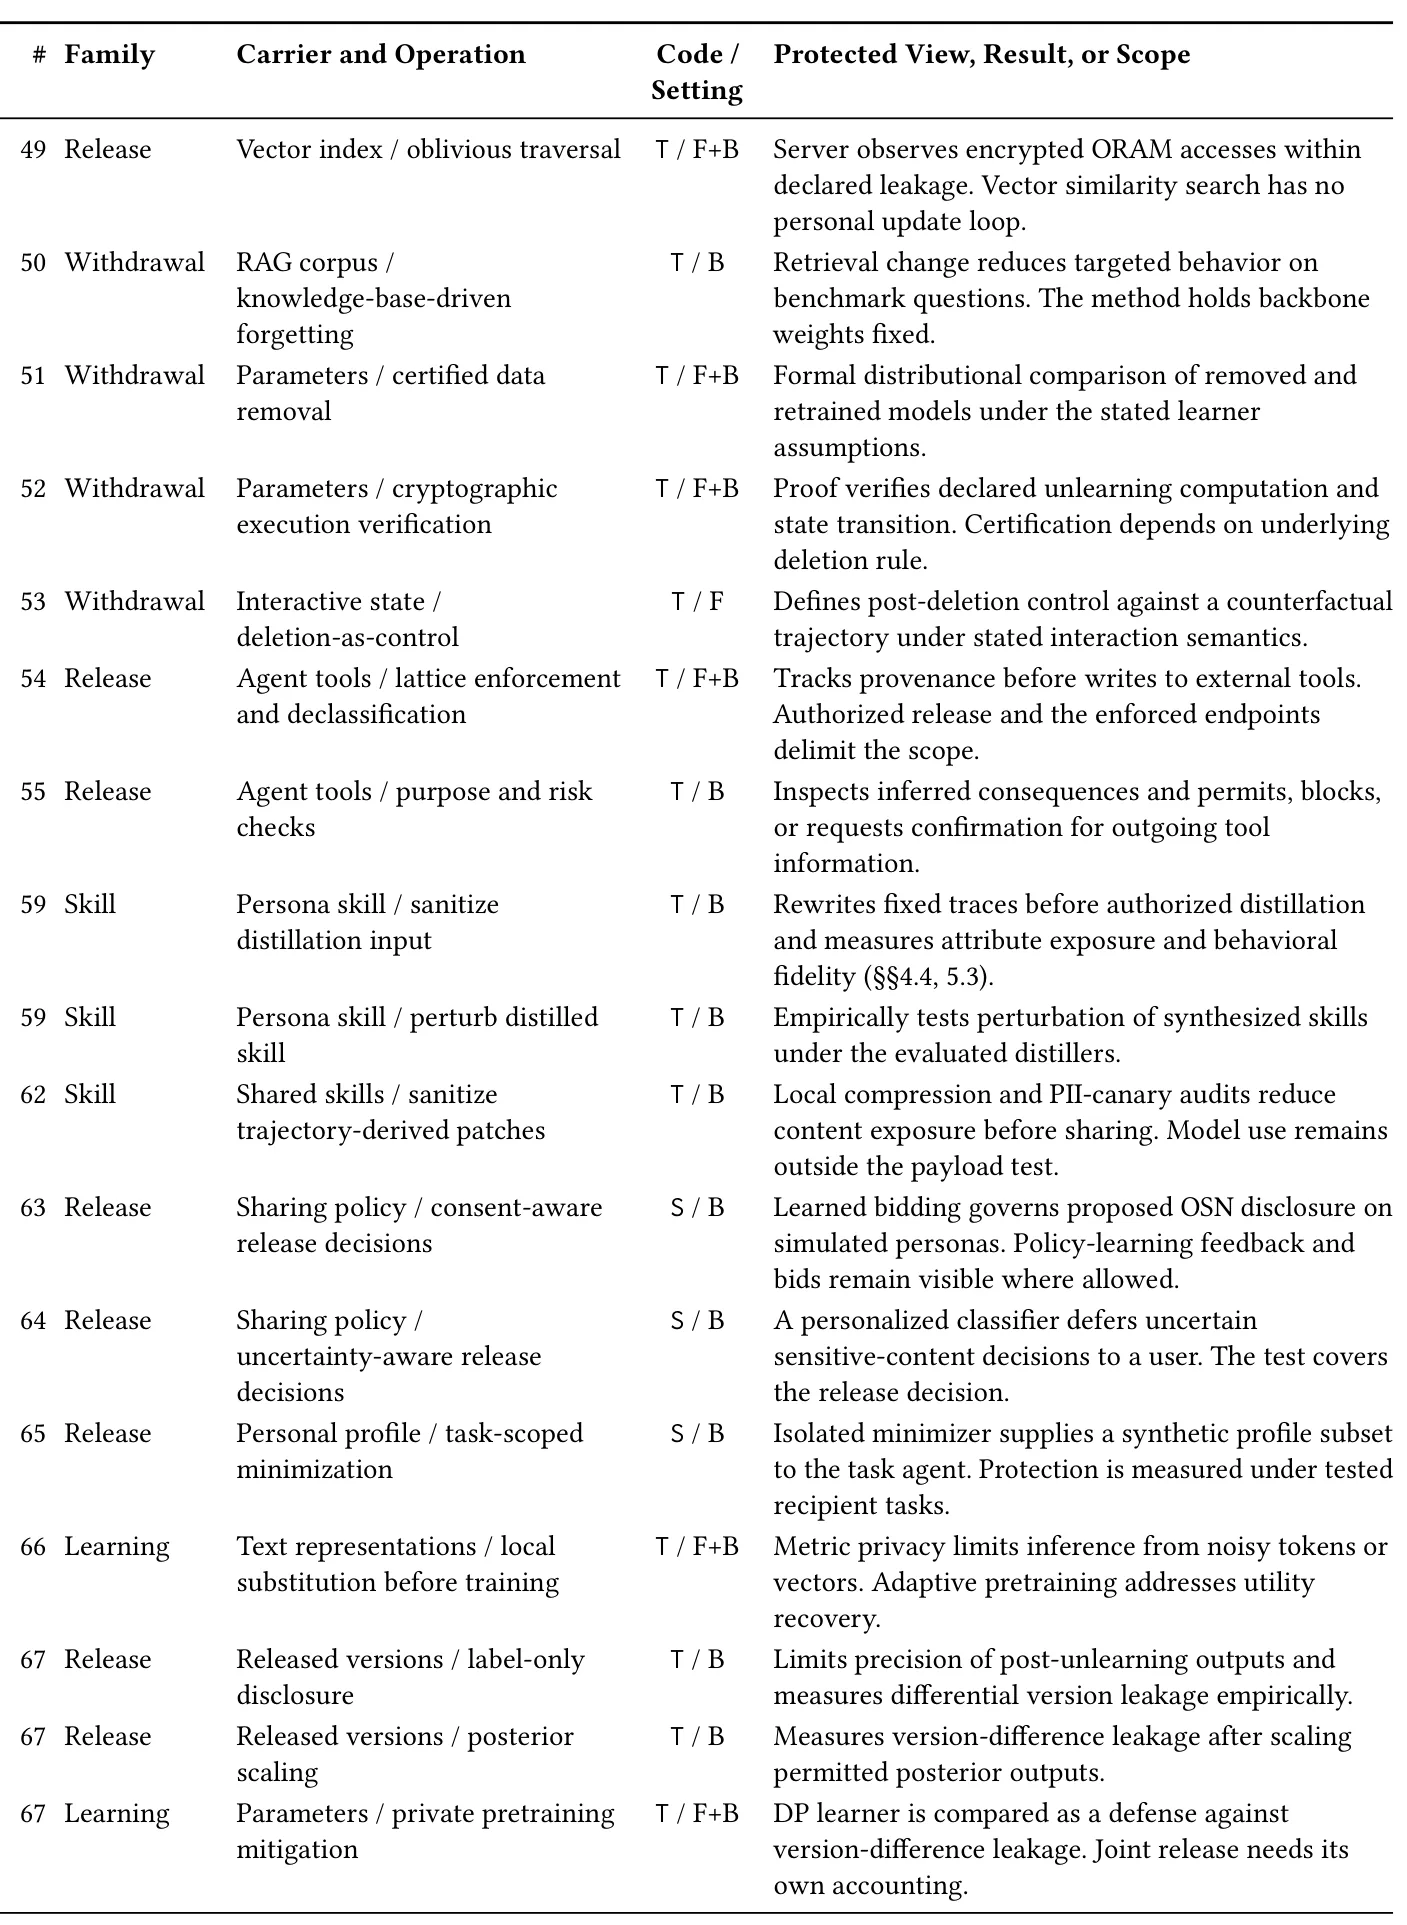 # Family Carrier and Operation Code / Protected View, Result, or Scope
Setting
49 Release Vector index / oblivious traversal T / F+B Server observes encrypted ORAM accesses within
declared leakage. Vector similarity search has no
personal update loop.
50 Withdrawal RAG corpus / T / B Retrieval change reduces targeted behavior on
knowledge-base-driven benchmark questions. The method holds backbone
forgetting weights fixed.
51 Withdrawal Parameters / certified data T / F+B Formal distributional comparison of removed and
removal retrained models under the stated learner
assumptions.
52 Withdrawal Parameters / cryptographic T / F+B Proof verifies declared unlearning computation and
execution verification state transition. Certification depends on underlying
deletion rule.
53 Withdrawal Interactive state / T / F Defines post-deletion control against a counterfactual
deletion-as-control trajectory under stated interaction semantics.
54 Release Agent tools / lattice enforcement T / F+B Tracks provenance before writes to external tools.
and declassification Authorized release and the enforced endpoints
delimit the scope.
55 Release Agent tools / purpose and risk T / B Inspects inferred consequences and permits, blocks,
checks or requests confirmation for outgoing tool
information.
59 Skill Persona skill / sanitize T / B Rewrites fixed traces before authorized distillation
distillation input and measures attribute exposure and behavioral
fidelity (§§4.4, 5.3).
59 Skill Persona skill / perturb distilled T / B Empirically tests perturbation of synthesized skills
skill under the evaluated distillers.
62 Skill Shared skills / sanitize T / B Local compression and PII-canary audits reduce
trajectory-derived patches content exposure before sharing. Model use remains
outside the payload test.
63 Release Sharing policy / consent-aware S / B Learned bidding governs proposed OSN disclosure on
release decisions simulated personas. Policy-learning feedback and
bids remain visible where allowed.
64 Release Sharing policy / S / B A personalized classifier defers uncertain
uncertainty-aware release sensitive-content decisions to a user. The test covers
decisions the release decision.
65 Release Personal profile / task-scoped S / B Isolated minimizer supplies a synthetic profile subset
minimization to the task agent. Protection is measured under tested
recipient tasks.
66 Learning Text representations / local T / F+B Metric privacy limits inference from noisy tokens or
substitution before training vectors. Adaptive pretraining addresses utility
recovery.
67 Release Released versions / label-only T / B Limits precision of post-unlearning outputs and
disclosure measures differential version leakage empirically.
67 Release Released versions / posterior T / B Measures version-difference leakage after scaling
scaling permitted posterior outputs.
67 Learning Parameters / private pretraining T / F+B DP learner is compared as a defense against
mitigation version-difference leakage. Joint release needs its
own accounting.